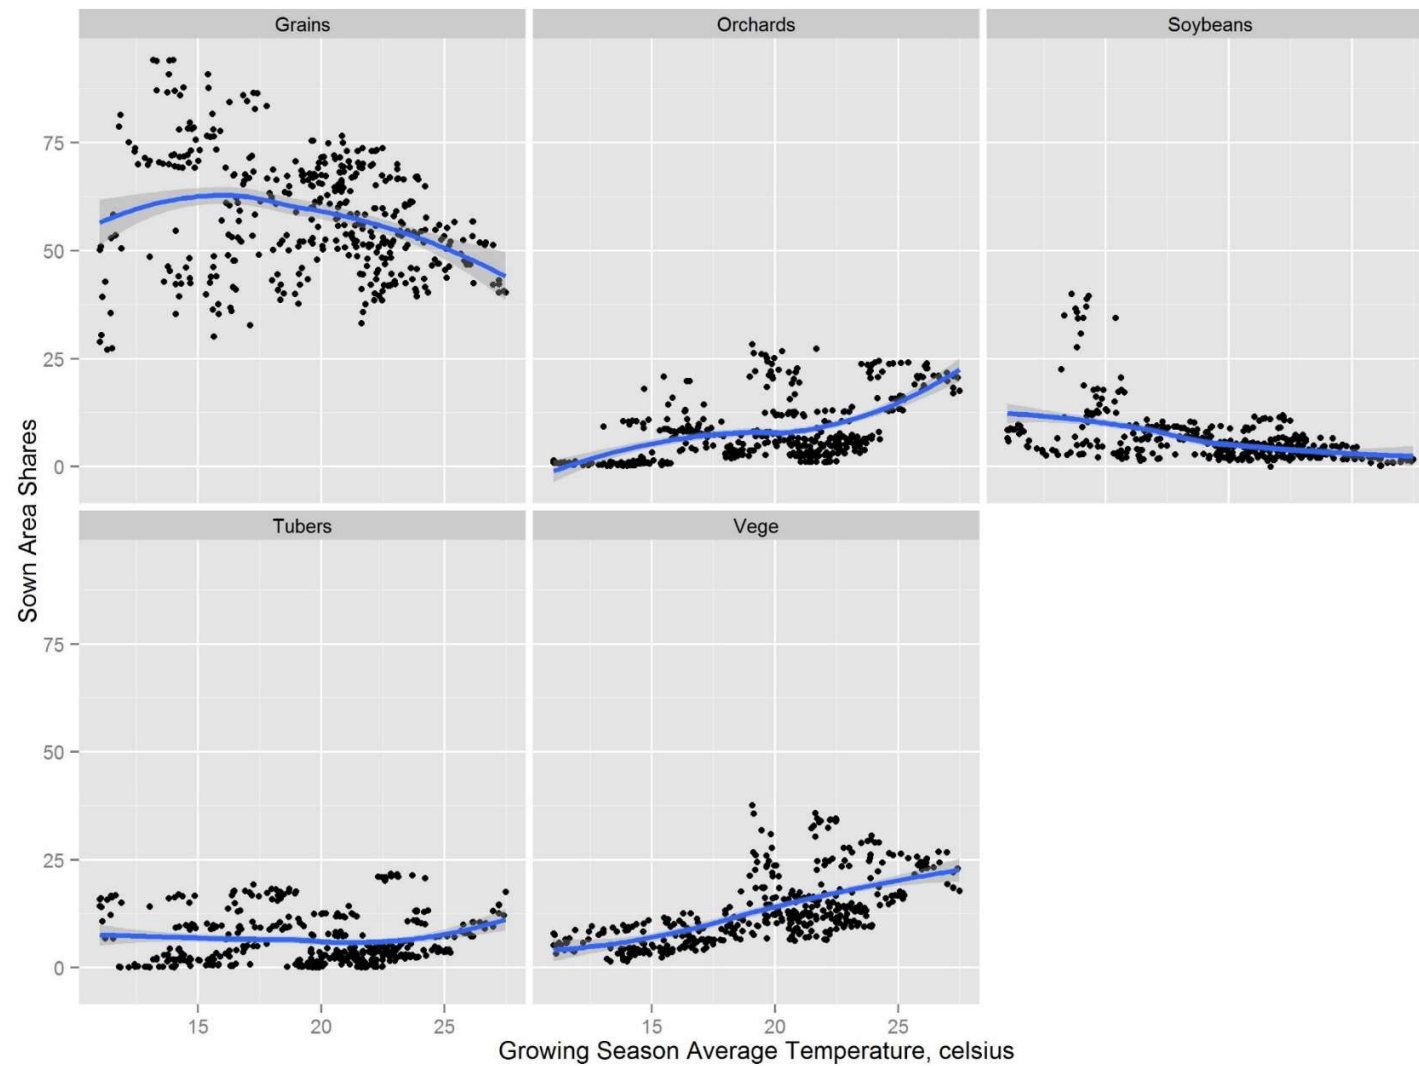 Grains
Orchards
Soybeans
75
50
25
0
Tubers
Vege
75
50
25
0
Sown Area Shares
15 20 25
15 20 25
Growing Season Average Temperature, celsius